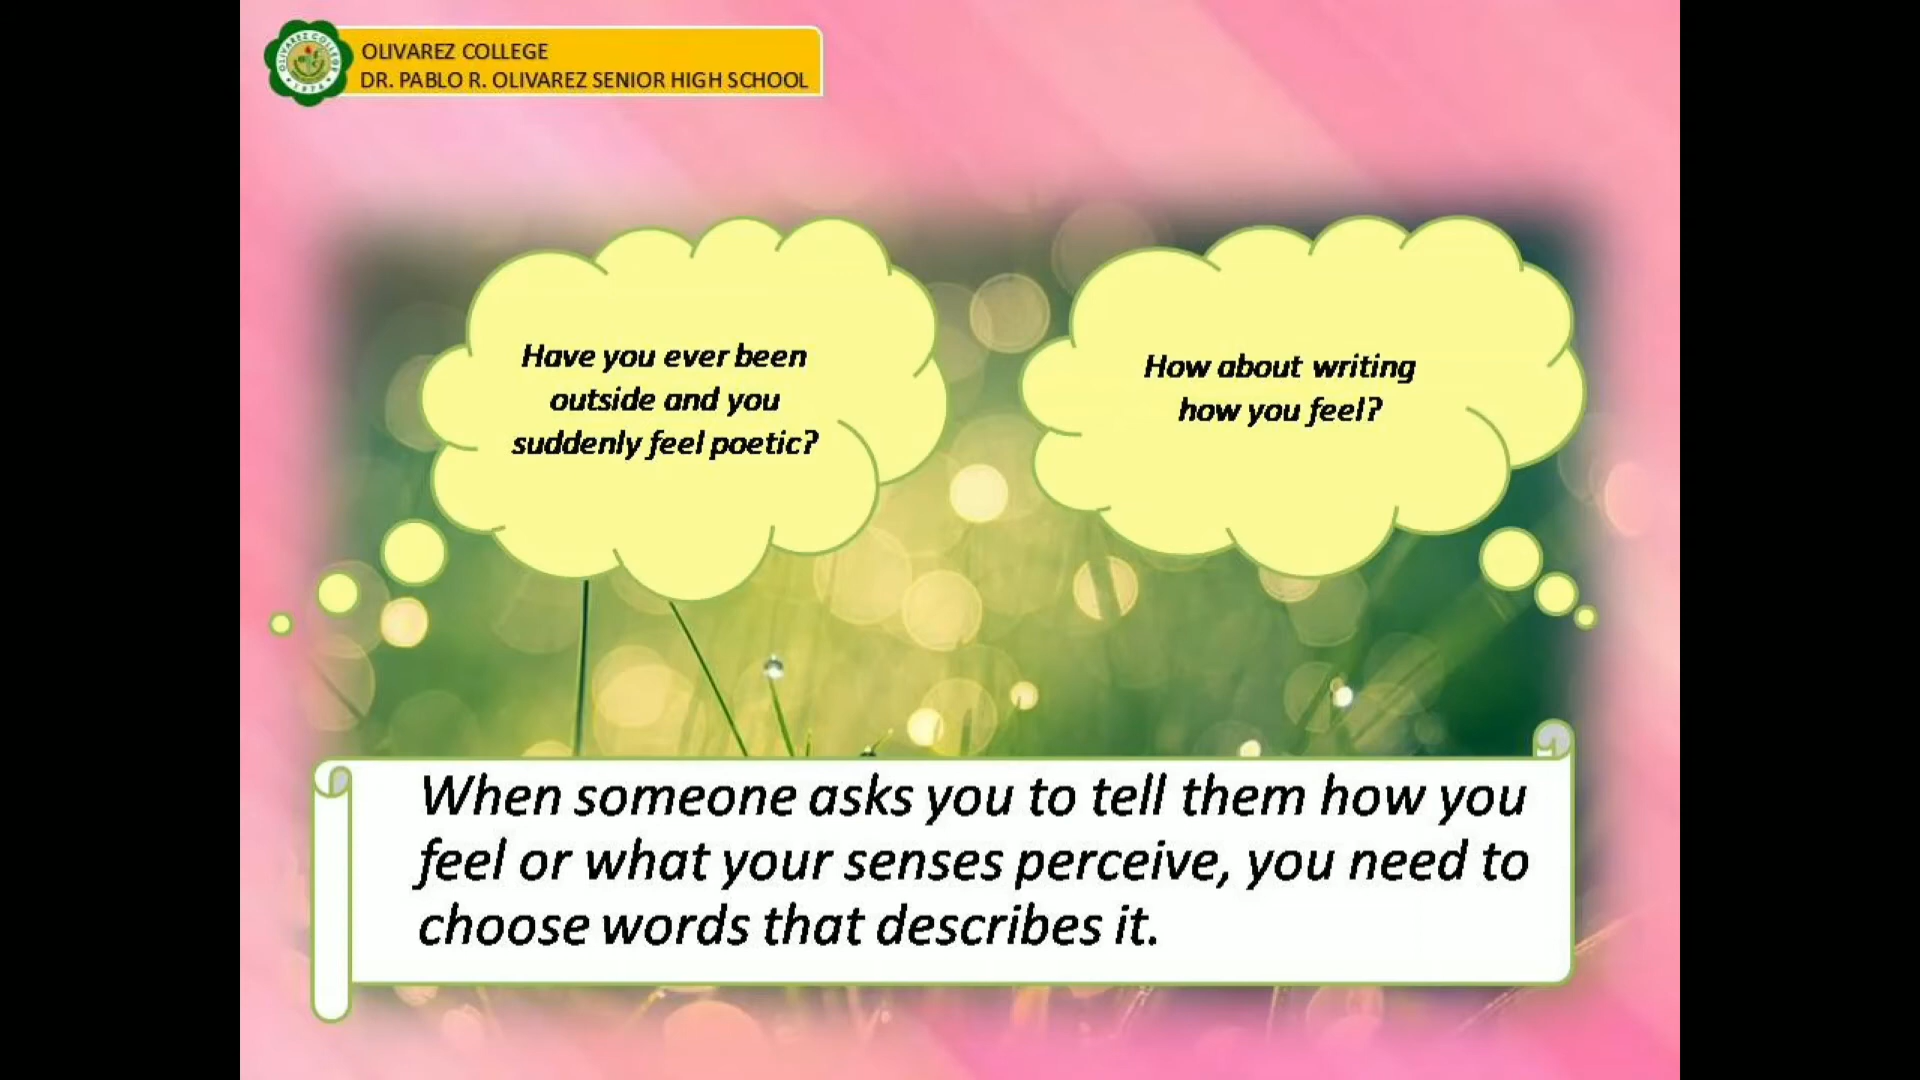 OLIVAREZ COLLEGE
DR. PABLO R. OLIVAREZ SENIOR HIGH SCHOOL
Have you ever been
outside and you
suddenly feel poetic?
How about writing
how you feel?
When someone asks you to tell them how you
feel or what your senses perceive, you need to
choose words that describes it.